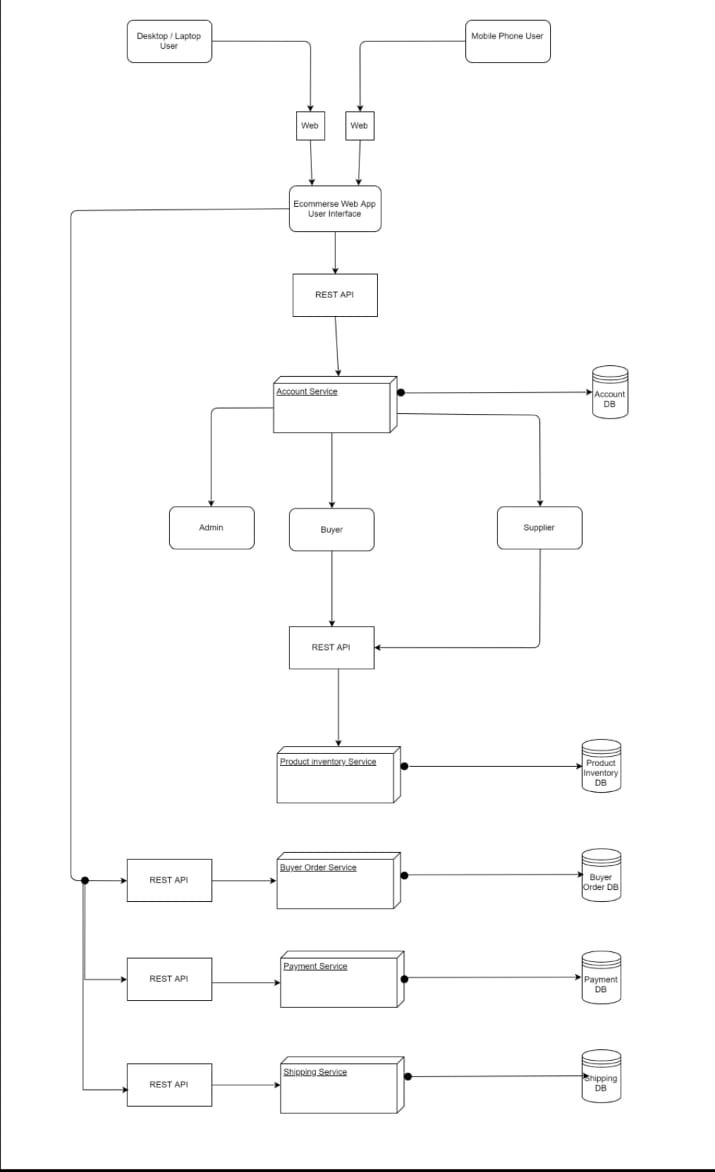 Desktop / Laptop
User
Mobile Phone User
Web
Web
Ecommerse Web App
User Interface
REST API
Account Service
Account
DB
Admin
Buyer
Supplier
REST API
Product inventory Service
Product
Inventory
DB
REST API
Buyer Order Service
Buyer
Order DB
REST API
Payment Service
Payment
DB
REST API
Shipping Service
Shipping
DB